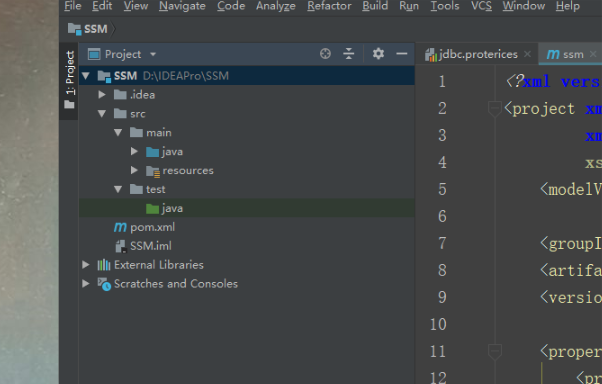 File Edit View Navigate Code Analyze Refactor Build Run Tools VCS Window Help
SSM
1: Project
Project
jdbc.proterices × m ssm ×
SSM D:\IDEAPro\SSM
.idea
src
main
java
resources
test
java
m pom.xml
SSM.iml
External Libraries
Scratches and Consoles
1 <?xml vers
2 <project xm
3 xm
4 xs
5 <modelV
6
7 <groupI
8 <artifa
9 <versio
10
11 <proper
12 <pr